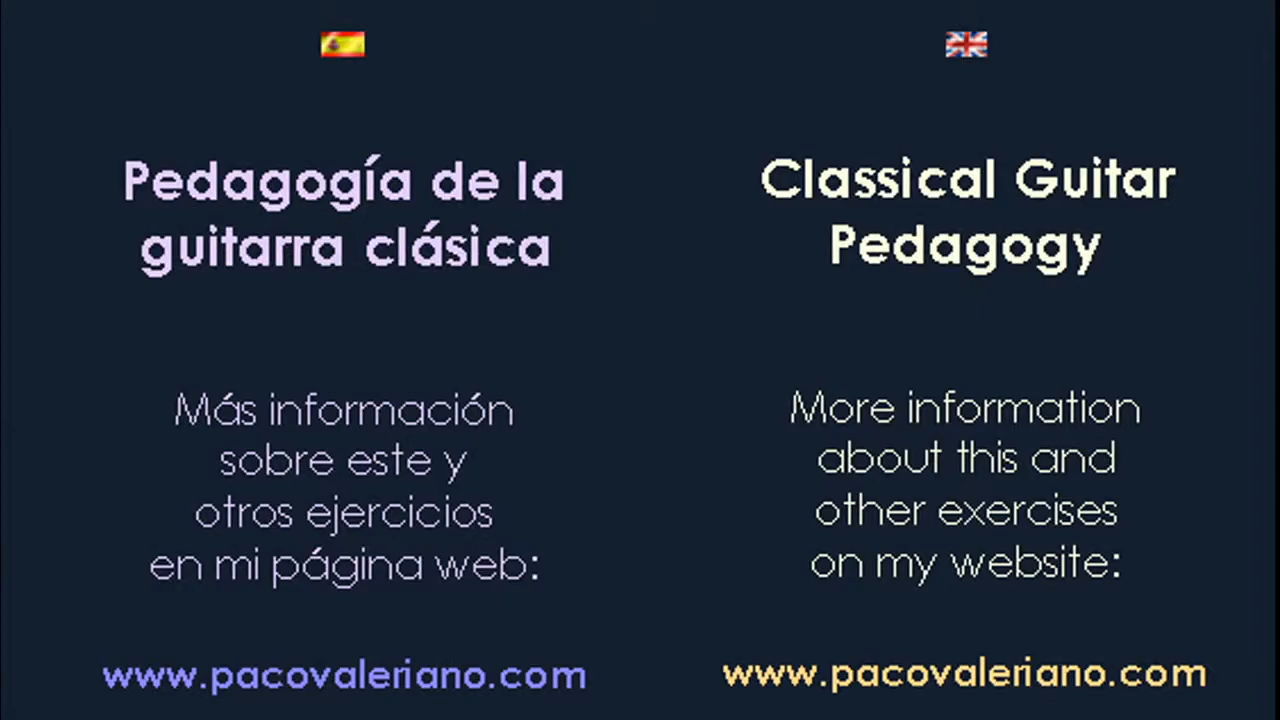 Pedagogía de la
guitarra clásica
Más información
sobre este y
otros ejercicios
en mi página web:
www.pacovaleriano.com
Classical Guitar
Pedagogy
More information
about this and
other exercises
on my website:
www.pacovaleriano.com